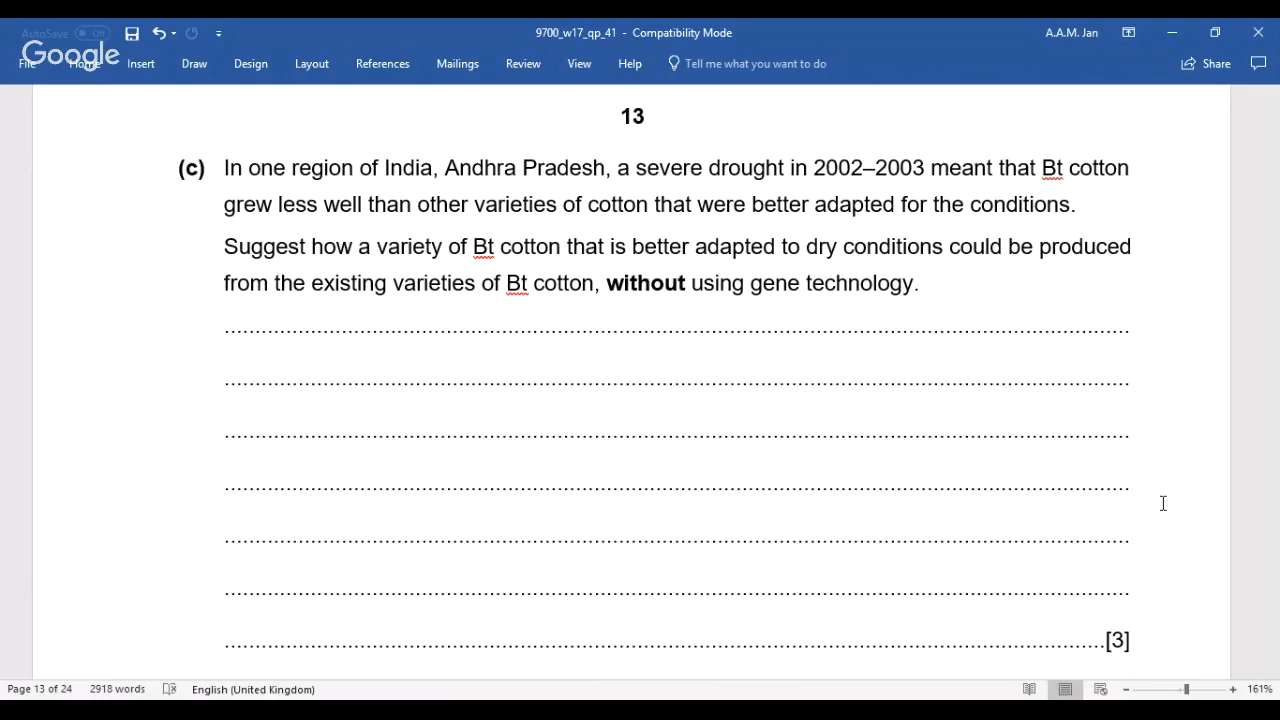 AutoSave Off 9700_w17_qp_41 - Compatibility Mode A.A.M. Jan
Google
File Home Insert Draw Design Layout References Mailings Review View Help Tell me what you want to do Share
13
(c) In one region of India, Andhra Pradesh, a severe drought in 2002–2003 meant that Bt cotton
grew less well than other varieties of cotton that were better adapted for the conditions.
Suggest how a variety of Bt cotton that is better adapted to dry conditions could be produced
from the existing varieties of Bt cotton, without using gene technology.
[3]
Page 13 of 24 2918 words English (United Kingdom) 161%